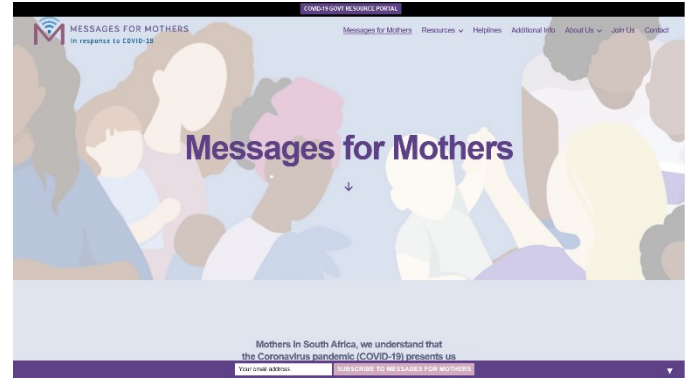 COVID-19 GOVT RESOURCE PORTAL
MESSAGES FOR MOTHERS
In response to COVID-19
Messages for Mothers Resources Helplines Additional Info About Us Join Us Contact
Messages for Mothers
Mothers in South Africa, we understand that
the Coronavirus pandemic (COVID-19) presents us
Your email address SUBSCRIBE TO MESSAGES FOR MOTHERS